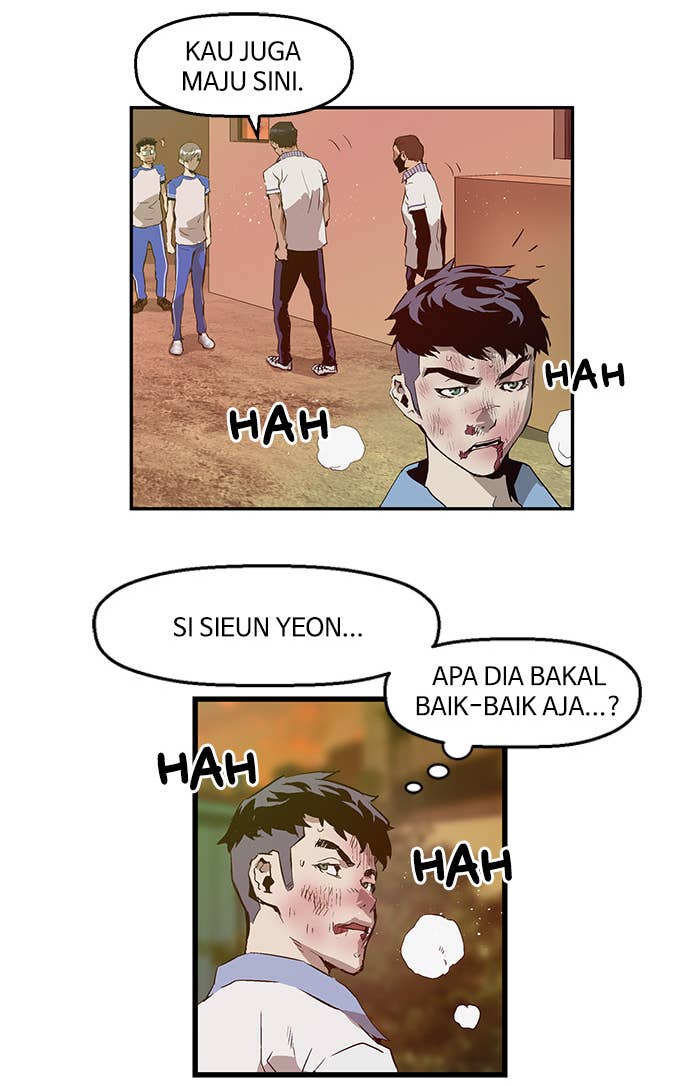 KAU JUGA
MAJU SINI.
HAH
HAH
SI SIEUN YEON...
APA DIA BAKAL
BAIK-BAIK AJA...?
HAH
HAH